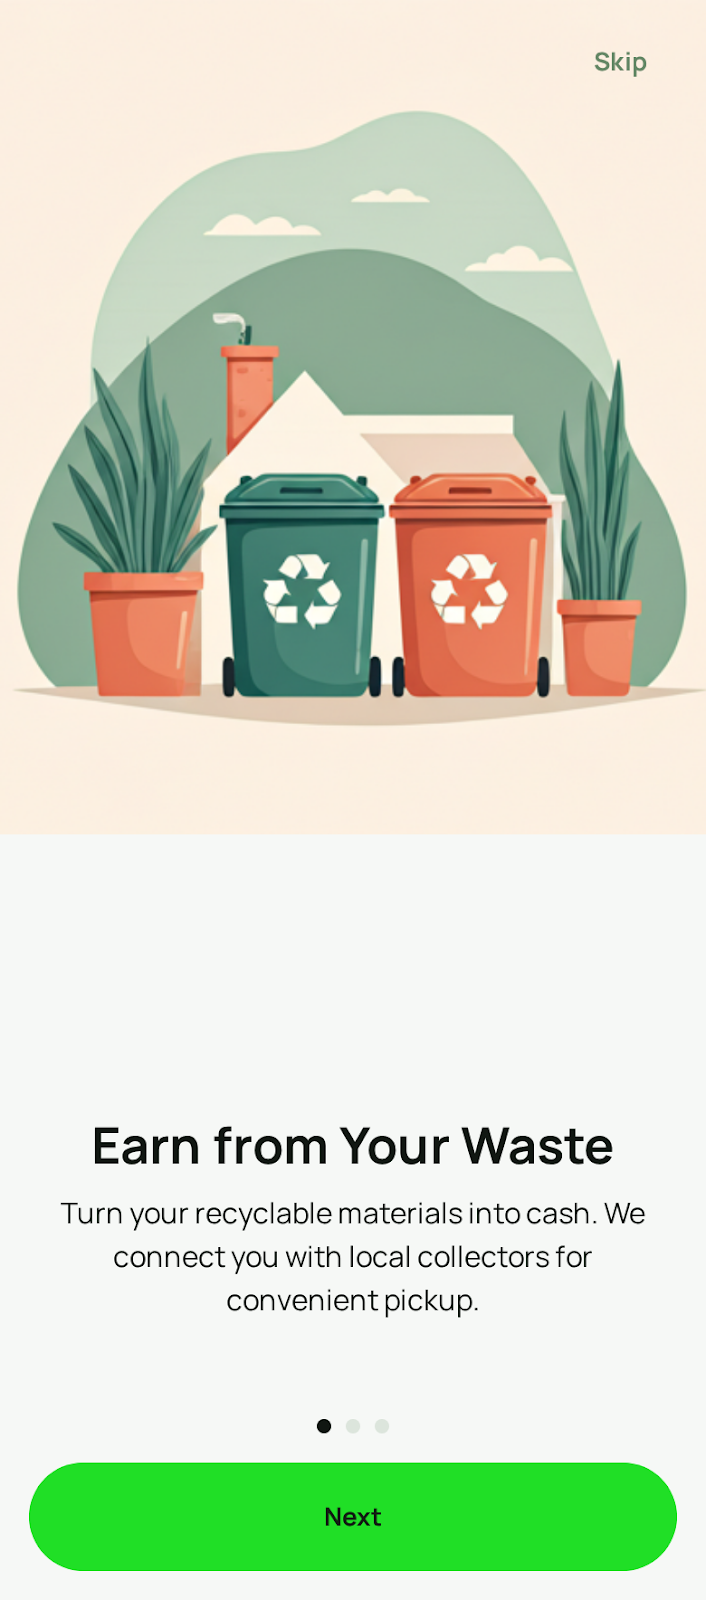 Skip
Earn from Your Waste
Turn your recyclable materials into cash. We
connect you with local collectors for
convenient pickup.
Next